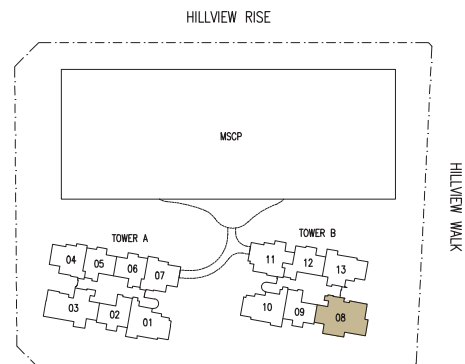 HILLVIEW RISE
MSCP
HILLVIEW WALK
TOWER A
TOWER B
04
05
06
07
11
12
13
03
02
01
10
09
08